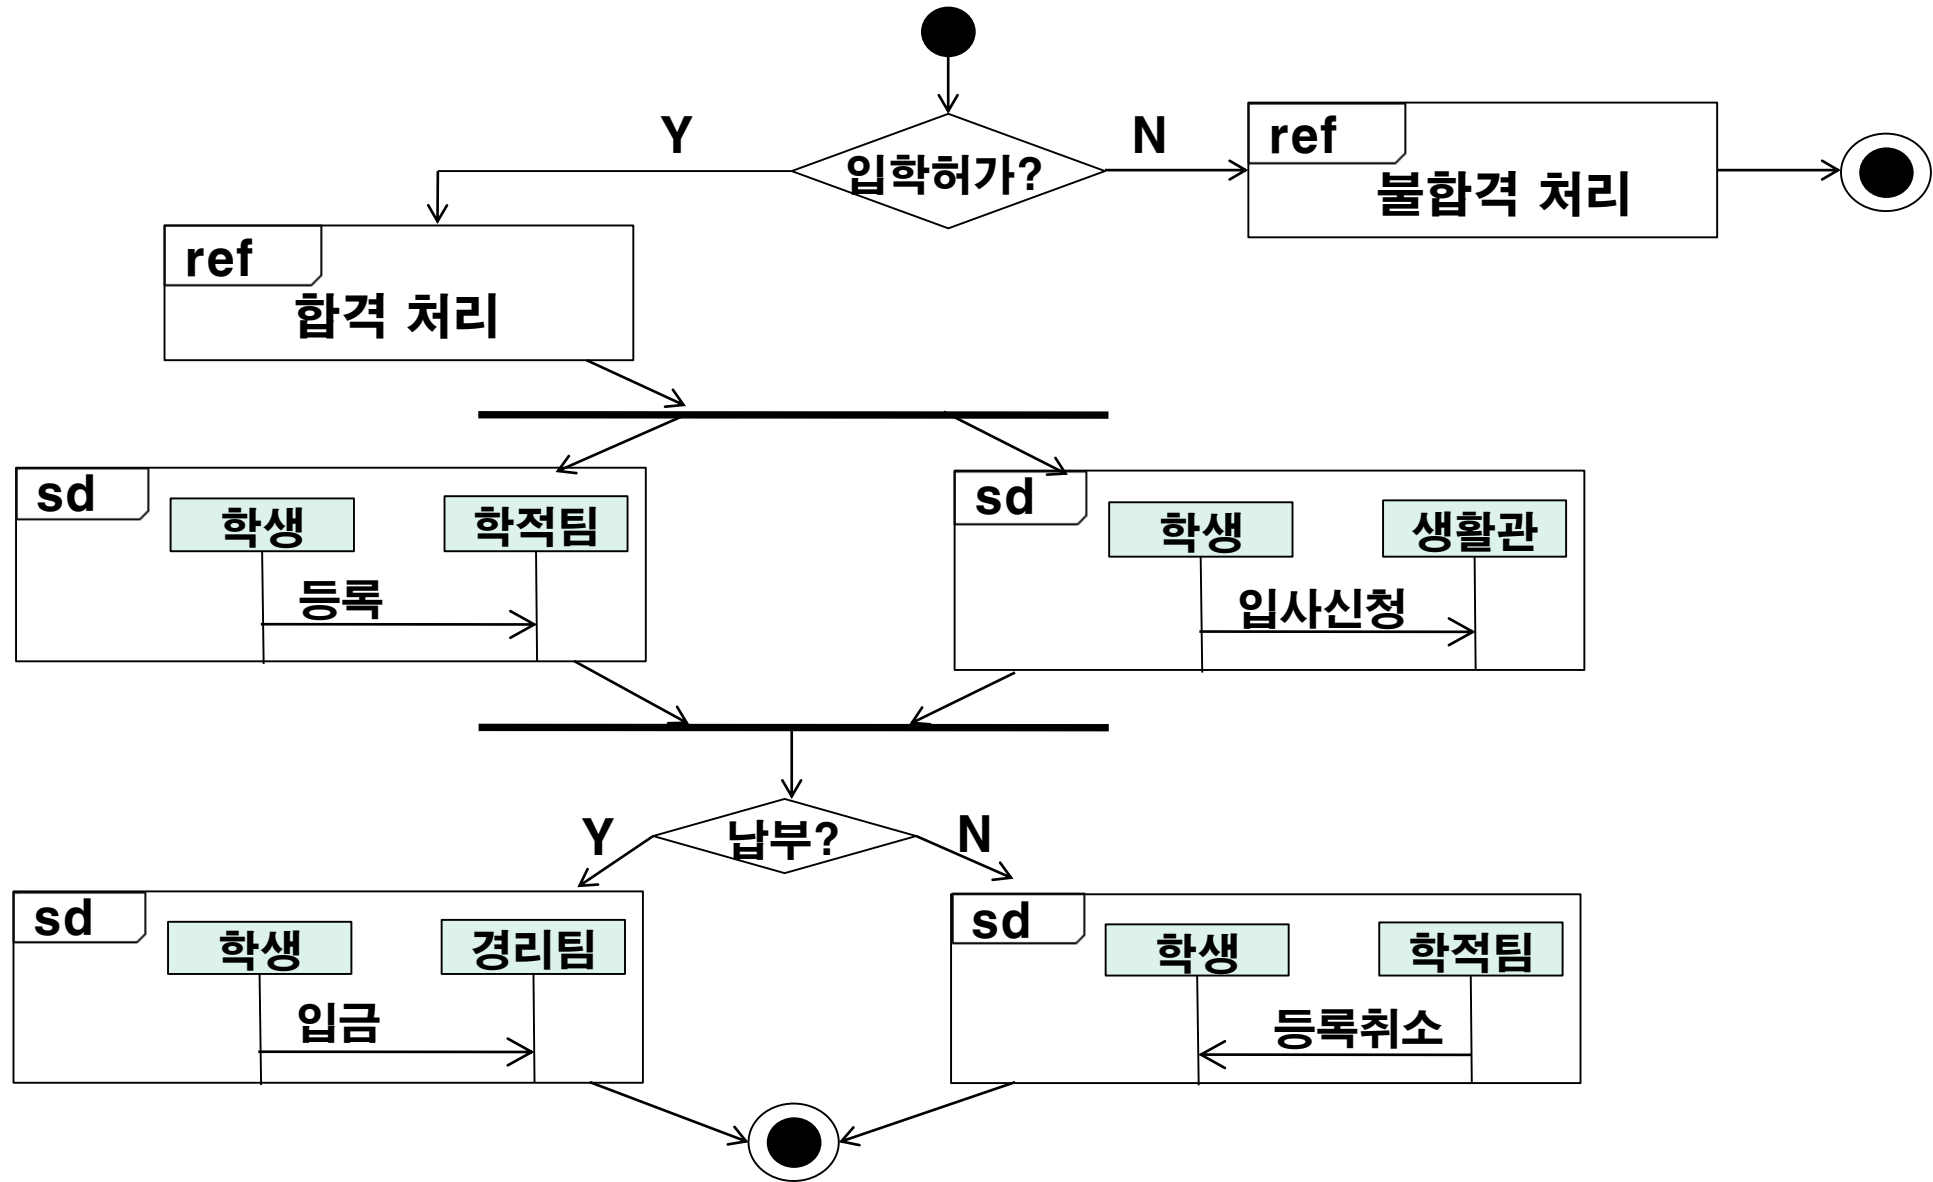 Y
입학허가?
N
ref
불합격 처리
ref
합격 처리
sd
학생
학적팀
등록
sd
학생
생활관
입사신청
Y
납부?
N
sd
학생
경리팀
입금
sd
학생
학적팀
등록취소